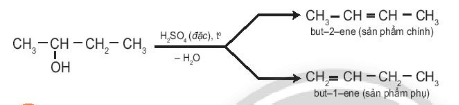 CH₃ – CH = CH – CH₃
but–2–ene (sản phẩm chính)
CH₃ – CH – CH₂ – CH₃
OH
H₂SO₄ (đặc), t°
– H₂O
CH₂ = CH – CH₂ – CH₃
but–1–ene (sản phẩm phụ)